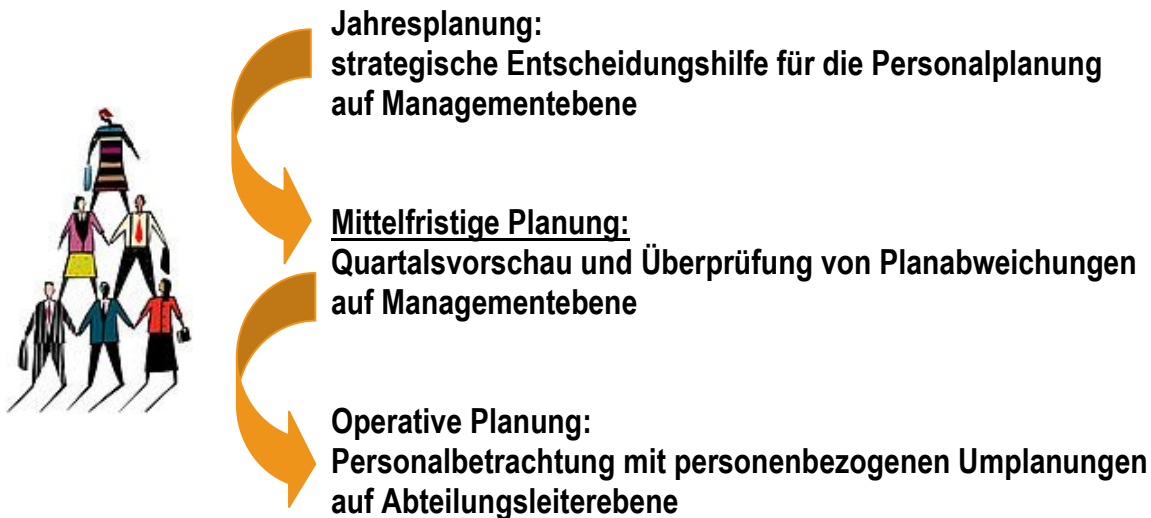 Jahresplanung:
strategische Entscheidungshilfe für die Personalplanung
auf Managementebene
Mittelfristige Planung:
Quartalsvorschau und Überprüfung von Planabweichungen
auf Managementebene
Operative Planung:
Personalbetrachtung mit personenbezogenen Umplanungen
auf Abteilungsleiterebene